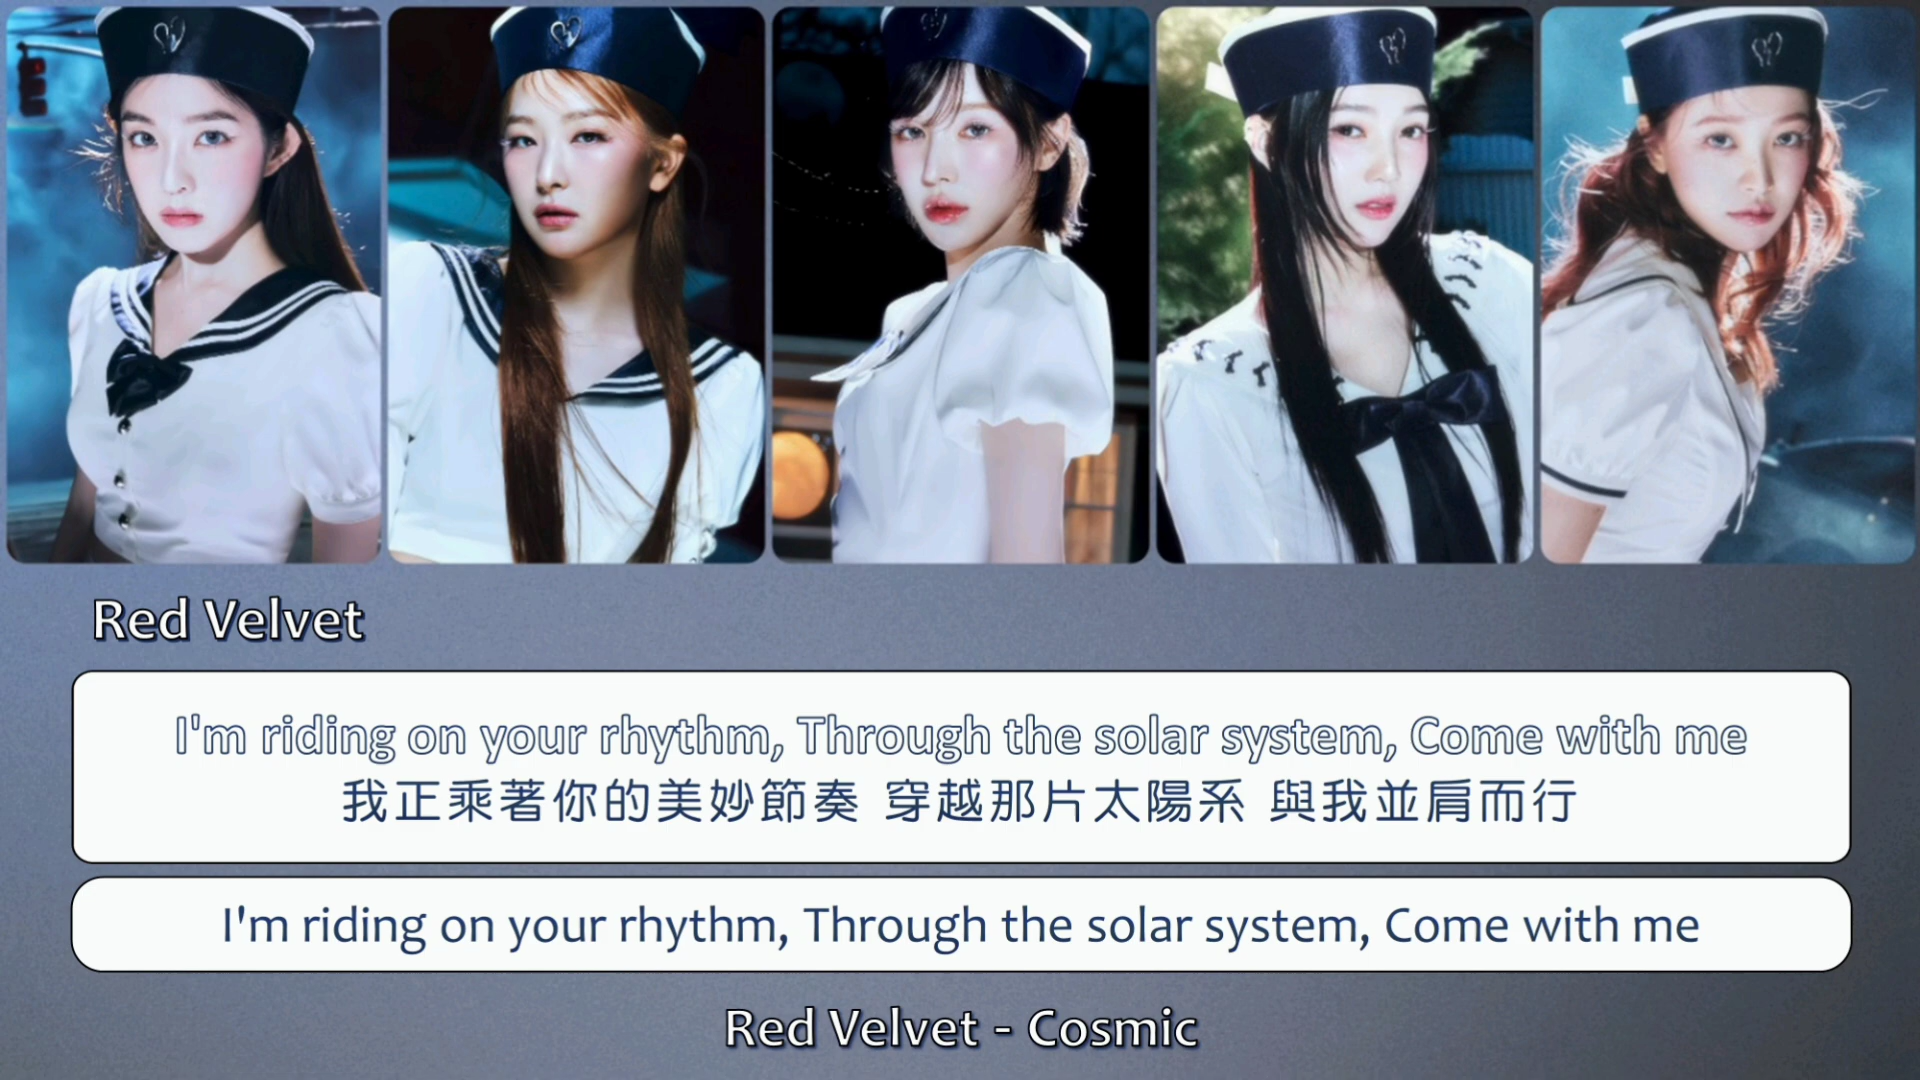 Red Velvet
I'm riding on your rhythm, Through the solar system, Come with me
我正乘著你的美妙節奏 穿越那片太陽系 與我並肩而行
I'm riding on your rhythm, Through the solar system, Come with me
Red Velvet - Cosmic